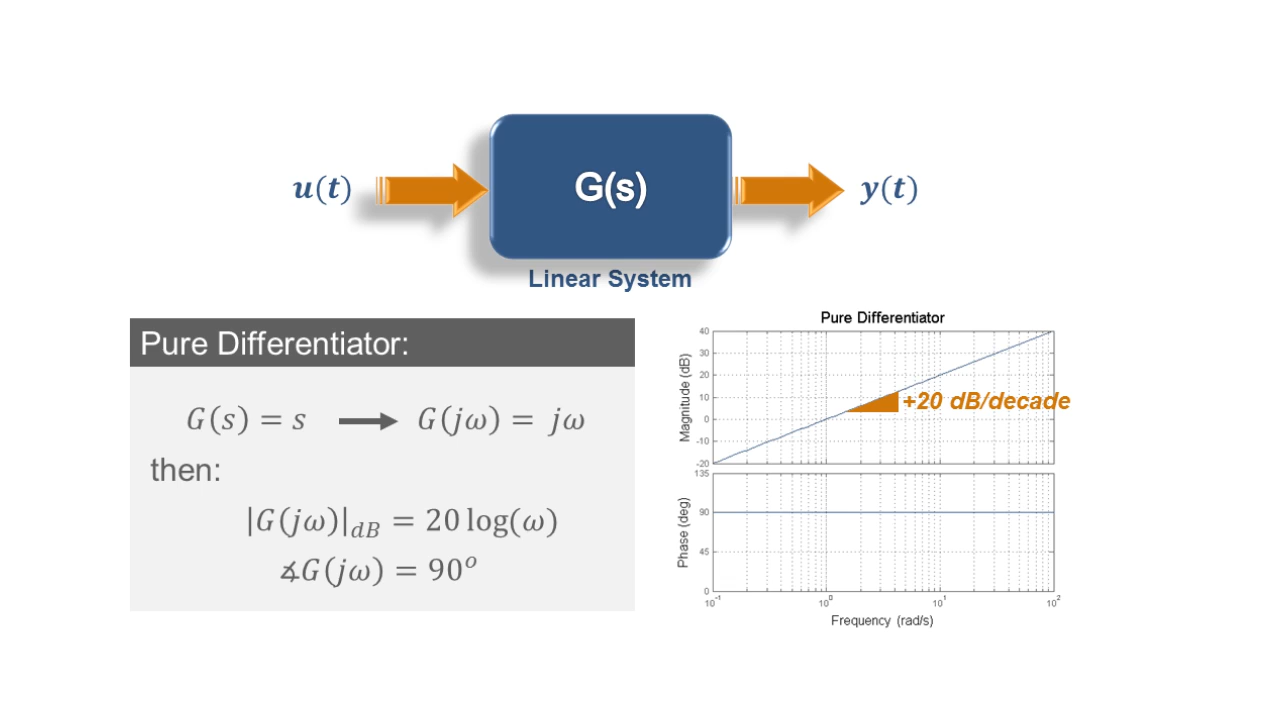 u(t)
G(s)
y(t)
Linear System
Pure Differentiator:
G(s) = s → G(jω) = jω
then:
|G(jω)|dB = 20 log(ω)
∡G(jω) = 90°
Pure Differentiator
Magnitude (dB)
40
30
20
10
0
-10
-20
+20 dB/decade
Phase (deg)
135
90
45
0
10⁻¹ 10⁰ 10¹ 10²
Frequency (rad/s)